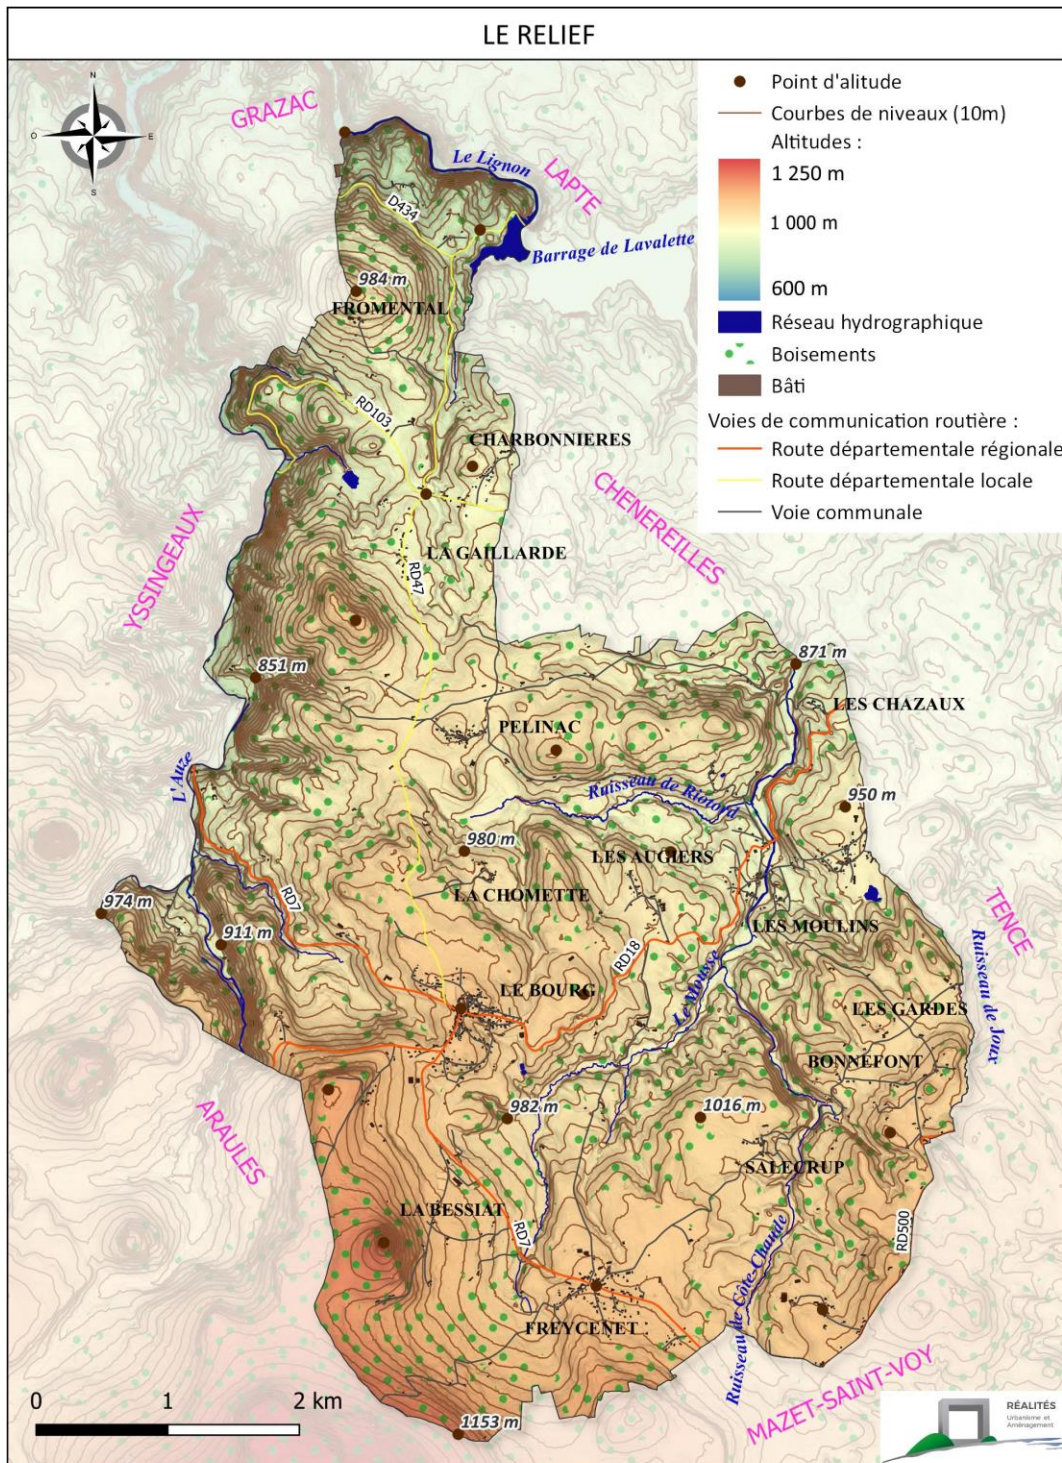 LE RELIEF
N
O
E
S
GRAZAC
Le Lignon
LAPTE
D434
Barrage de Lavalette
984 m
FROMENTAL
RD103
CHARBONNIERES
CHENEREILLES
YSSINGEAUX
LA GAILLARDE
RD47
851 m
871 m
LES CHAZAUX
PELINAC
L'Auze
Ruisseau de Riotord
950 m
980 m
LES AUGIERS
LA CHOMETTE
974 m
RD7
911 m
LES MOULINS
TENCE
RD18
LE BOURG
Le Mousse
LES GARDES
Ruisseau de Joux
BONNEFONT
ARAULES
982 m
1016 m
SALECRUP
LA BESSIAT
RD7
RD500
Ruisseau de Côte-Chaude
FREYCENET
MAZET-SAINT-VOY
1153 m
Point d'alitude
Courbes de niveaux (10m)
Altitudes :
1 250 m
1 000 m
600 m
Réseau hydrographique
Boisements
Bâti
Voies de communication routière :
Route départementale régionale
Route départementale locale
Voie communale
0 1 2 km
RÉALITÉS
Urbanisme et
Aménagement